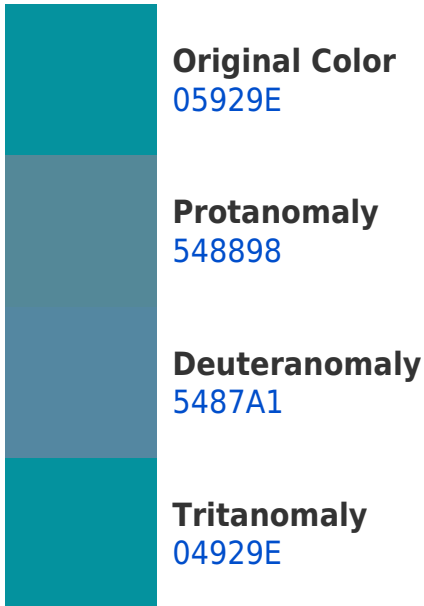 Original Color
05929E
Protanomaly
548898
Deuteranomaly
5487A1
Tritanomaly
04929E